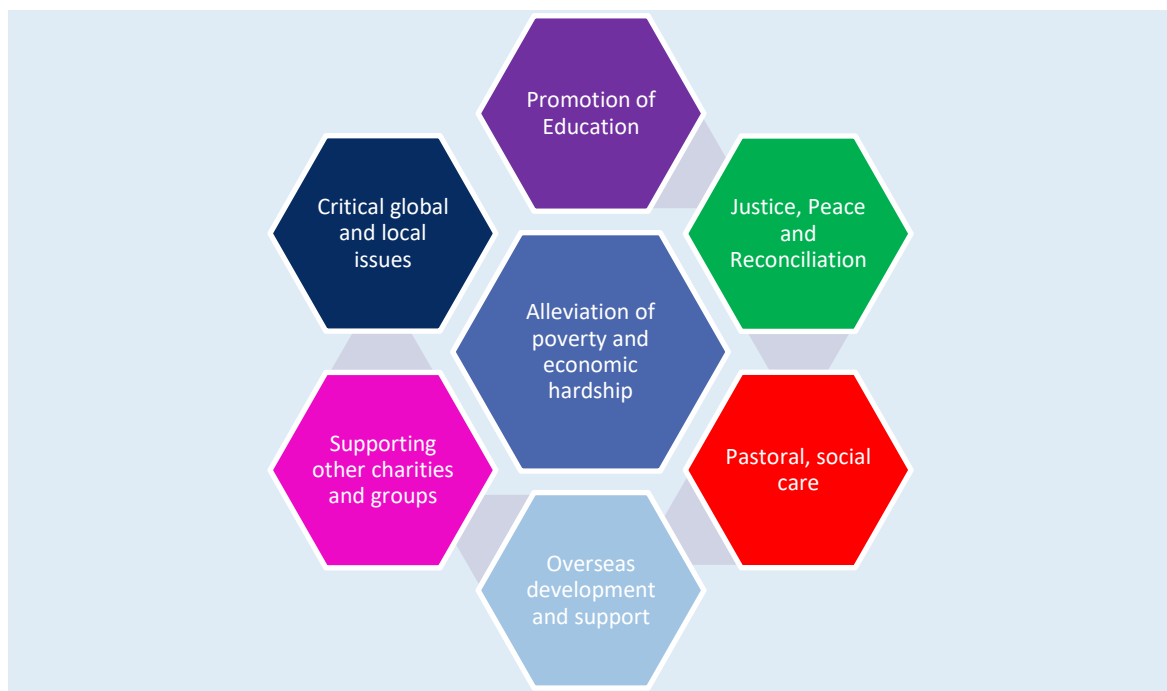 Promotion of
Education
Critical global
and local
issues
Justice, Peace
and
Reconciliation
Alleviation of
poverty and
economic
hardship
Supporting
other charities
and groups
Pastoral, social
care
Overseas
development
and support